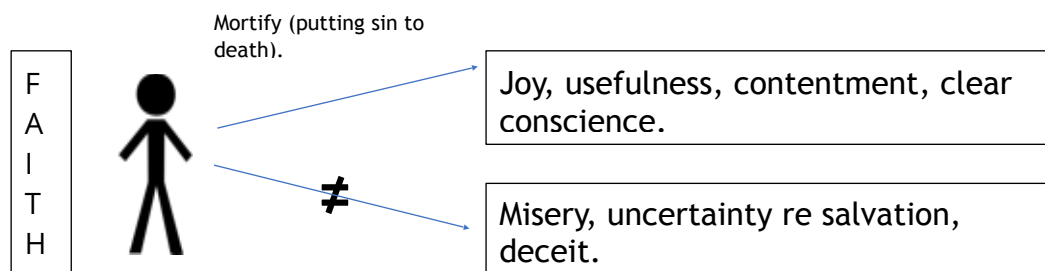 Mortify (putting sin to
death).
F
A
I
T
H
Joy, usefulness, contentment, clear
conscience.
≠
Misery, uncertainty re salvation,
deceit.